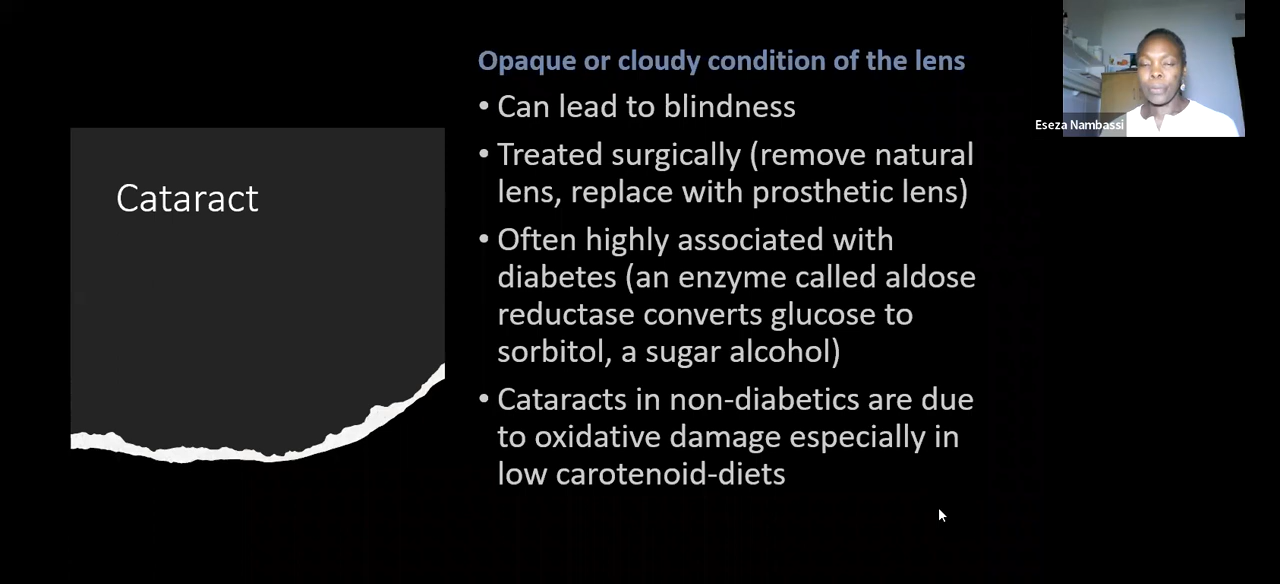 Cataract
Opaque or cloudy condition of the lens
• Can lead to blindness
• Treated surgically (remove natural
lens, replace with prosthetic lens)
• Often highly associated with
diabetes (an enzyme called aldose
reductase converts glucose to
sorbitol, a sugar alcohol)
• Cataracts in non-diabetics are due
to oxidative damage especially in
low carotenoid-diets
Eseza Nambassi